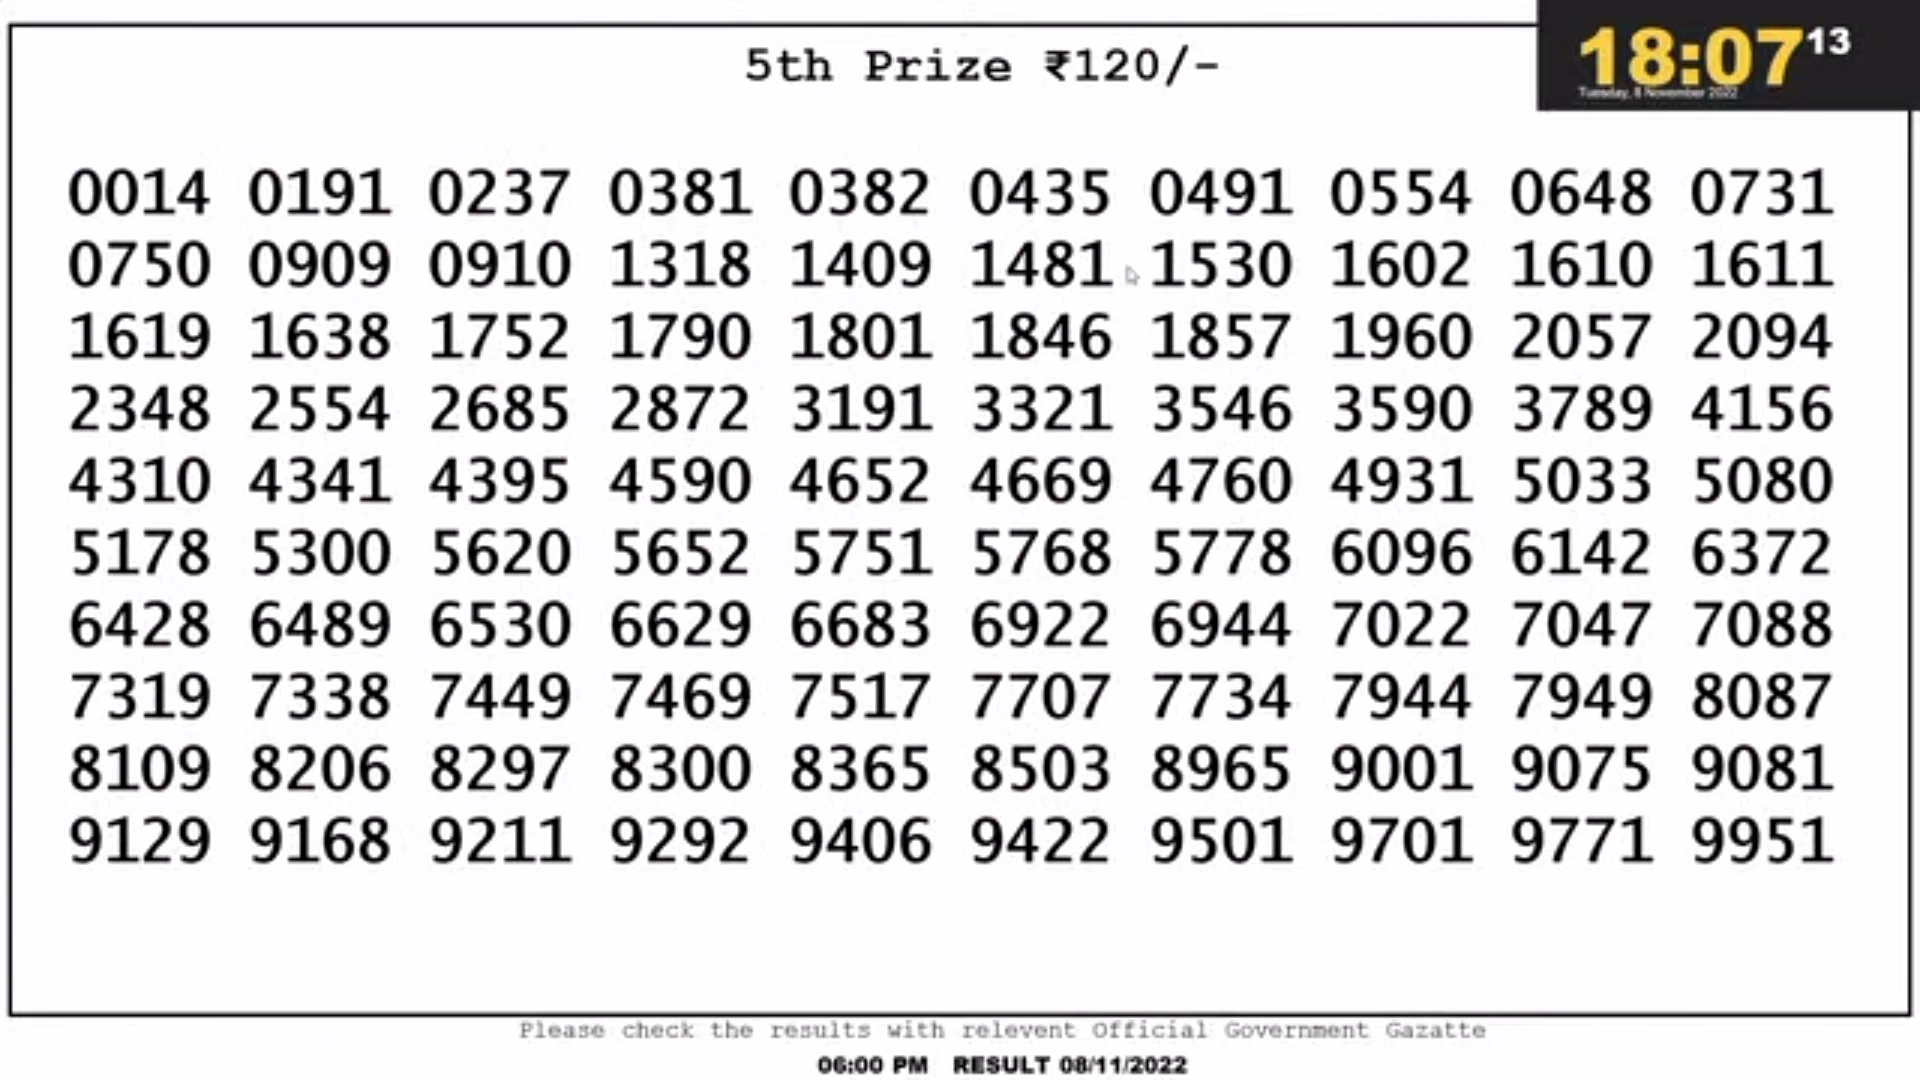 5th Prize ₹120/-
18:07 13
Tuesday, 8 November 2022
0014 0191 0237 0381 0382 0435 0491 0554 0648 0731
0750 0909 0910 1318 1409 1481 1530 1602 1610 1611
1619 1638 1752 1790 1801 1846 1857 1960 2057 2094
2348 2554 2685 2872 3191 3321 3546 3590 3789 4156
4310 4341 4395 4590 4652 4669 4760 4931 5033 5080
5178 5300 5620 5652 5751 5768 5778 6096 6142 6372
6428 6489 6530 6629 6683 6922 6944 7022 7047 7088
7319 7338 7449 7469 7517 7707 7734 7944 7949 8087
8109 8206 8297 8300 8365 8503 8965 9001 9075 9081
9129 9168 9211 9292 9406 9422 9501 9701 9771 9951
Please check the results with relevent Official Government Gazatte
06:00 PM RESULT 08/11/2022